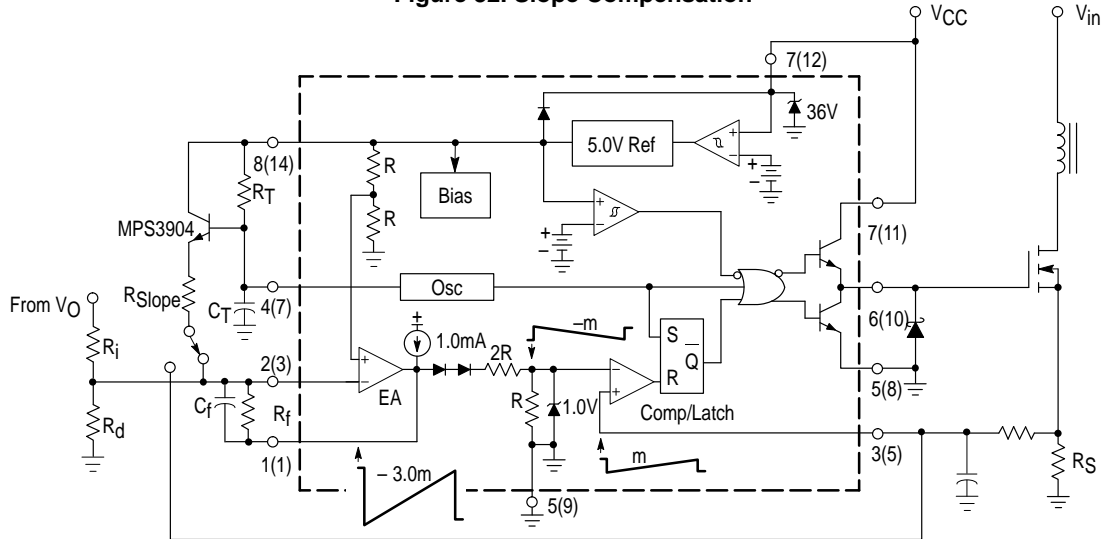 Figure 32. Slope Compensation
VCC
Vin
7(12)
36V
5.0V Ref
+
−
+
−
8(14)
R
Bias
RT
R
+
−
+
−
MPS3904
7(11)
Osc
RSlope
From VO
CT
4(7)
+
1.0mA
−m
6(10)
S
Q
R
Ri
2(3)
2R
+
−
EA
−
+
5(8)
Cf
Rf
R
1.0V
Comp/Latch
Rd
1(1)
3(5)
m
RS
− 3.0m
5(9)